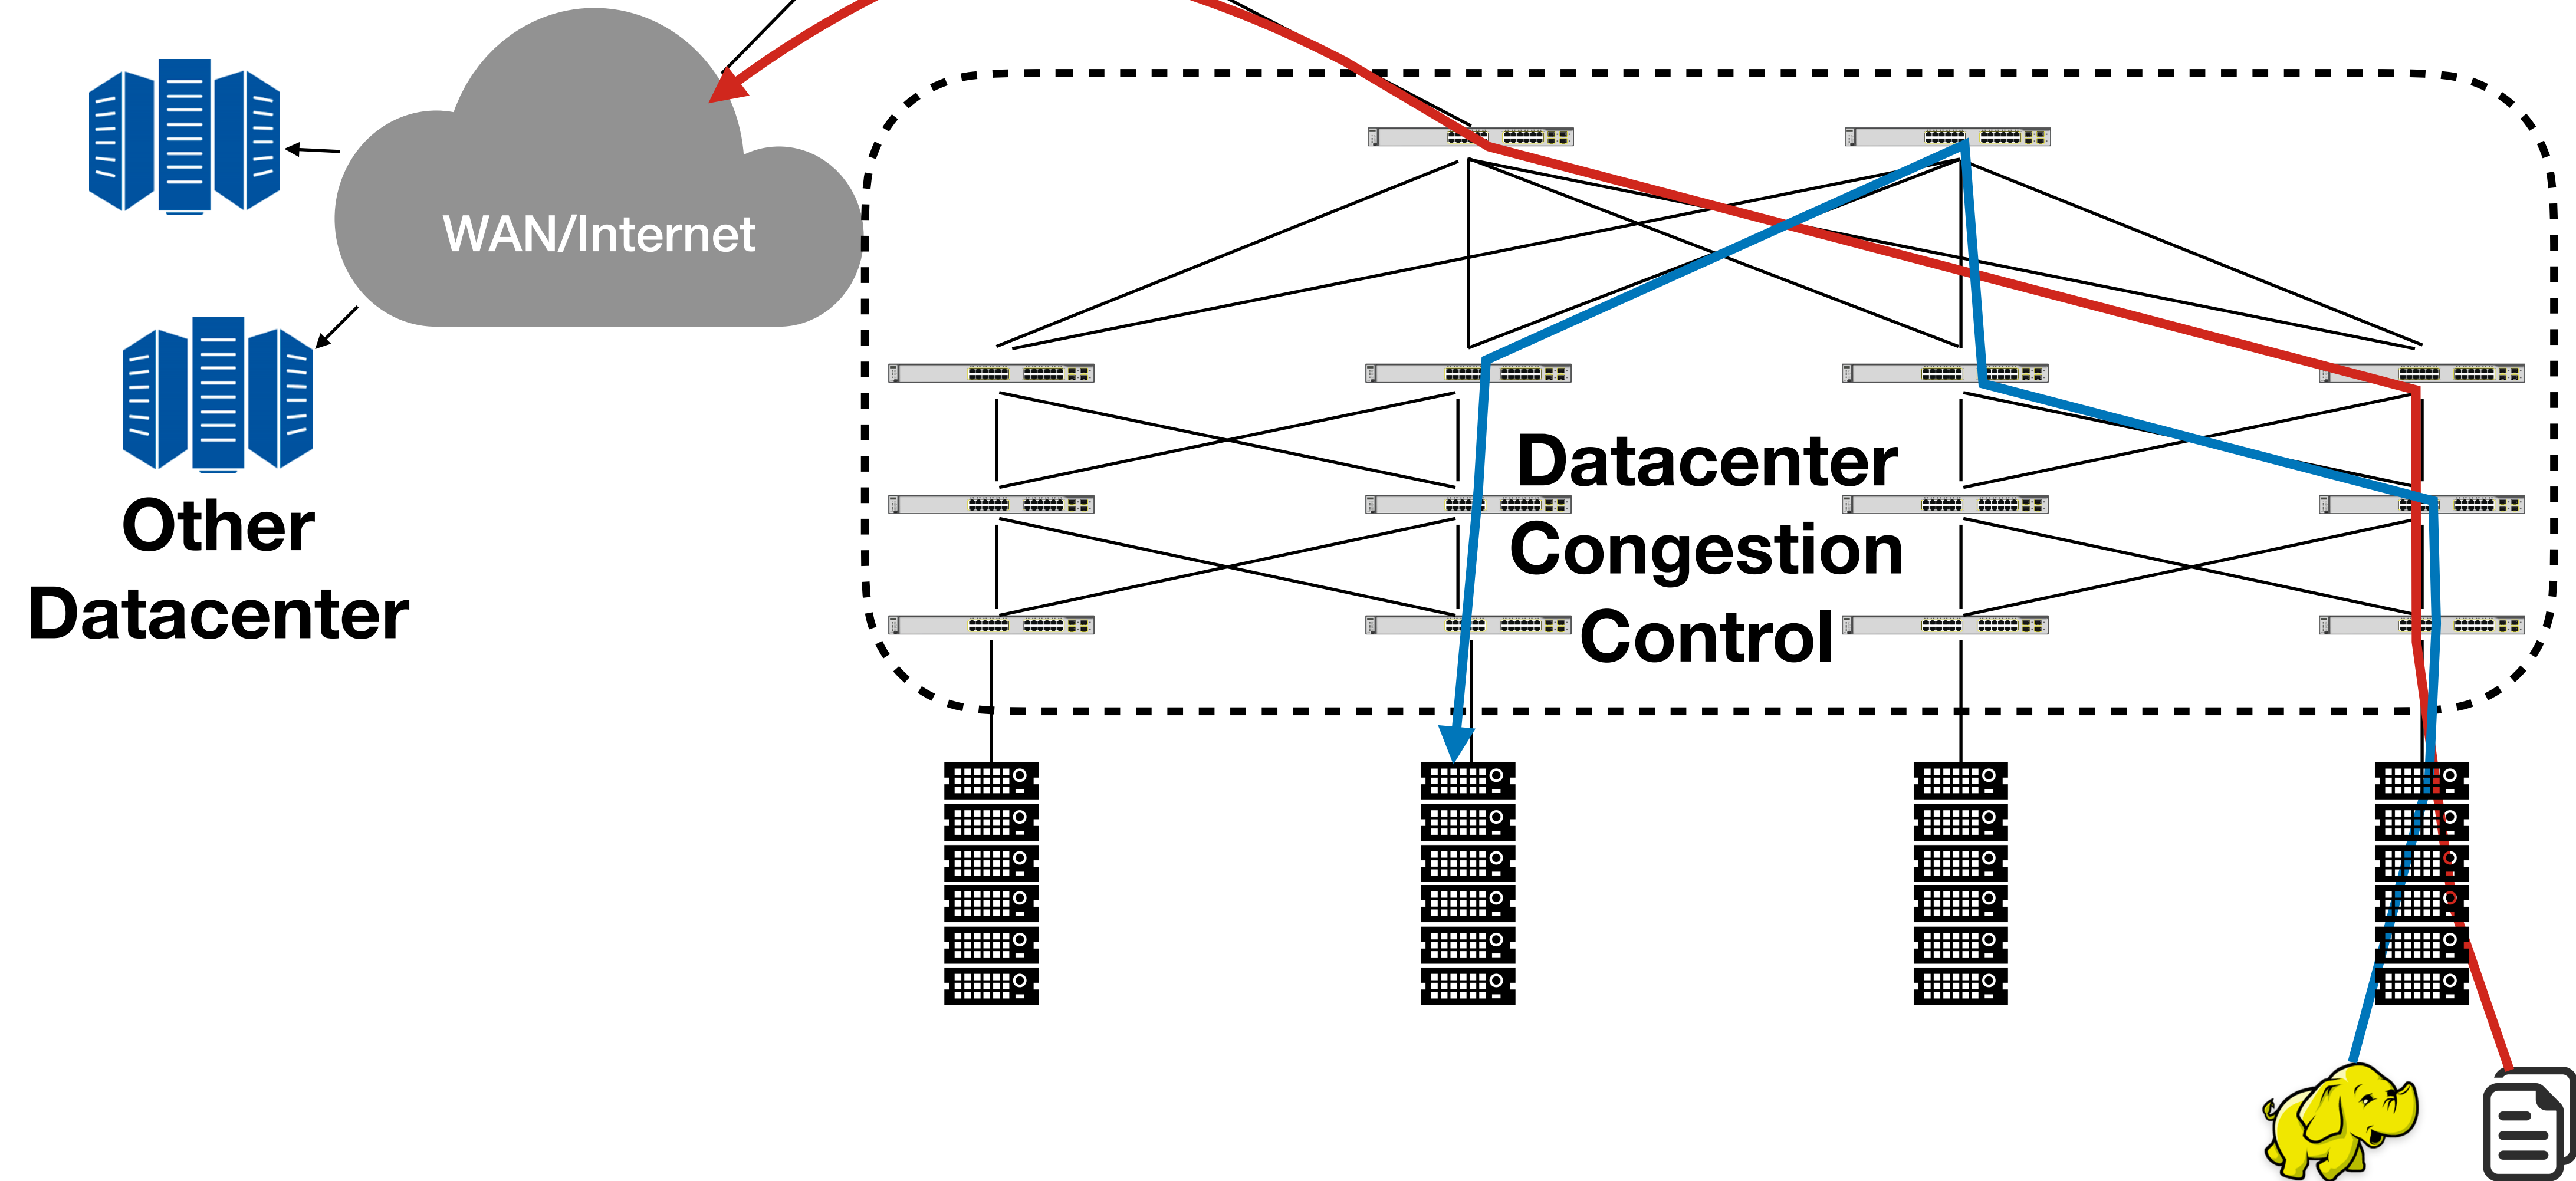 WAN/Internet
Other
Datacenter
Datacenter
Congestion
Control